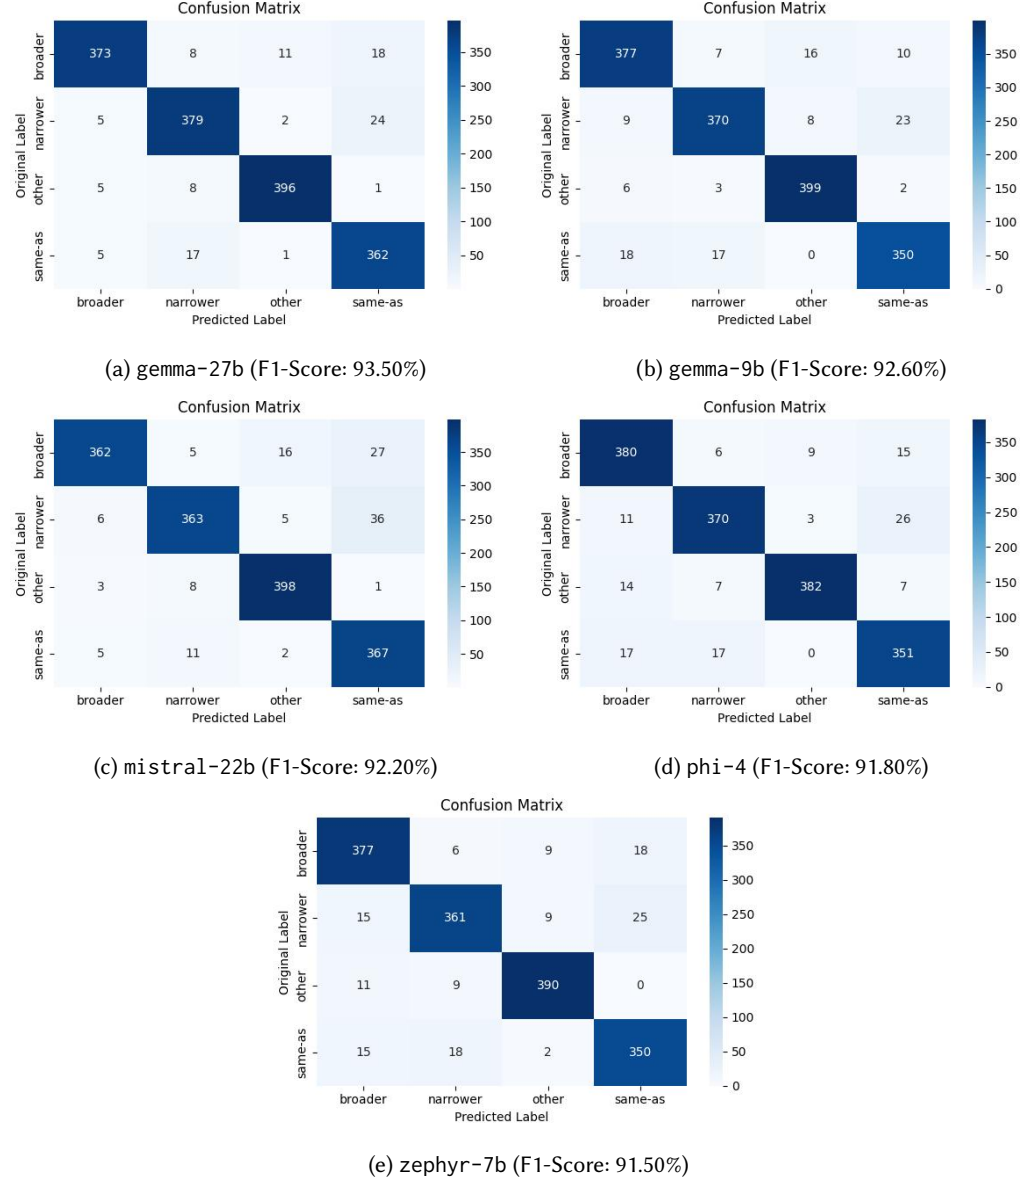 Confusion Matrix
Original Label
broader 373 8 11 18
narrower 5 379 2 24
other 5 8 396 1
same-as 5 17 1 362
broader narrower other same-as
Predicted Label
350
300
250
200
150
100
50
(a) gemma-27b (F1-Score: 93.50%)
Confusion Matrix
Original Label
broader 377 7 16 10
narrower 9 370 8 23
other 6 3 399 2
same-as 18 17 0 350
broader narrower other same-as
Predicted Label
350
300
250
200
150
100
50
0
(b) gemma-9b (F1-Score: 92.60%)
Confusion Matrix
Original Label
broader 362 5 16 27
narrower 6 363 5 36
other 3 8 398 1
same-as 5 11 2 367
broader narrower other same-as
Predicted Label
350
300
250
200
150
100
50
(c) mistral-22b (F1-Score: 92.20%)
Confusion Matrix
Original Label
broader 380 6 9 15
narrower 11 370 3 26
other 14 7 382 7
same-as 17 17 0 351
broader narrower other same-as
Predicted Label
350
300
250
200
150
100
50
0
(d) phi-4 (F1-Score: 91.80%)
Confusion Matrix
Original Label
broader 377 6 9 18
narrower 15 361 9 25
other 11 9 390 0
same-as 15 18 2 350
broader narrower other same-as
Predicted Label
350
300
250
200
150
100
50
0
(e) zephyr-7b (F1-Score: 91.50%)